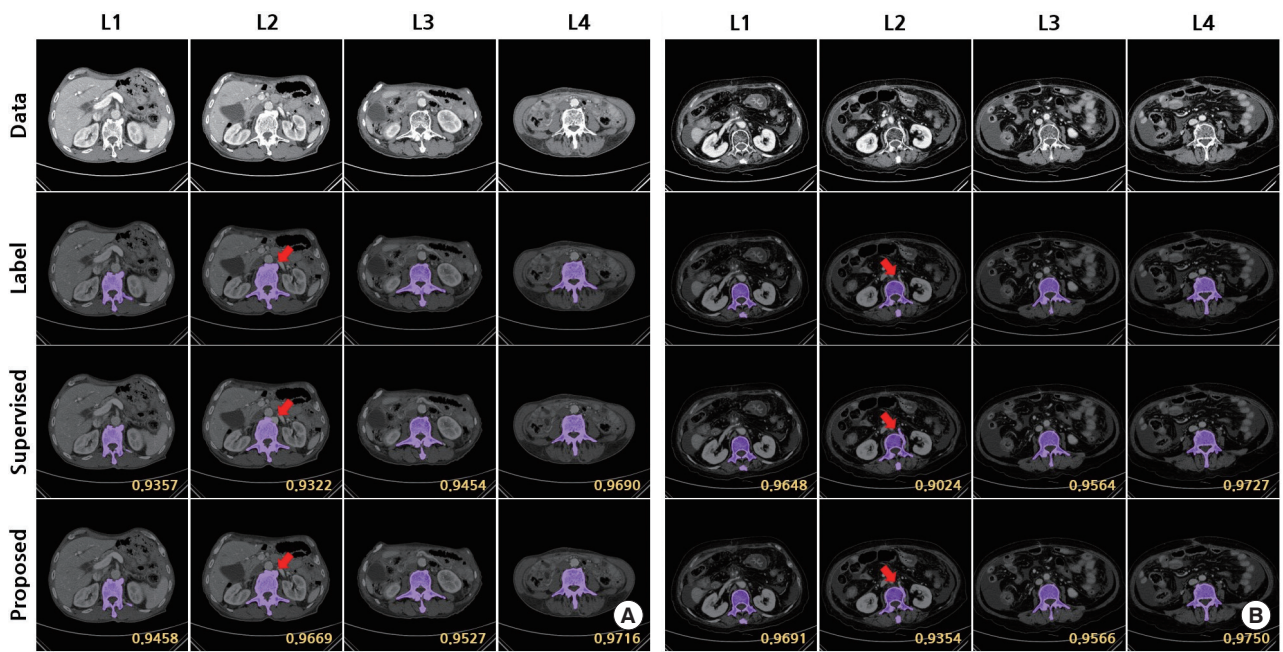 L1 L2 L3 L4 L1 L2 L3 L4
Data
Label
Supervised
0.9357 0.9322 0.9454 0.9690 0.9648 0.9024 0.9564 0.9727
Proposed
A B
0.9458 0.9669 0.9527 0.9716 0.9691 0.9354 0.9566 0.9750